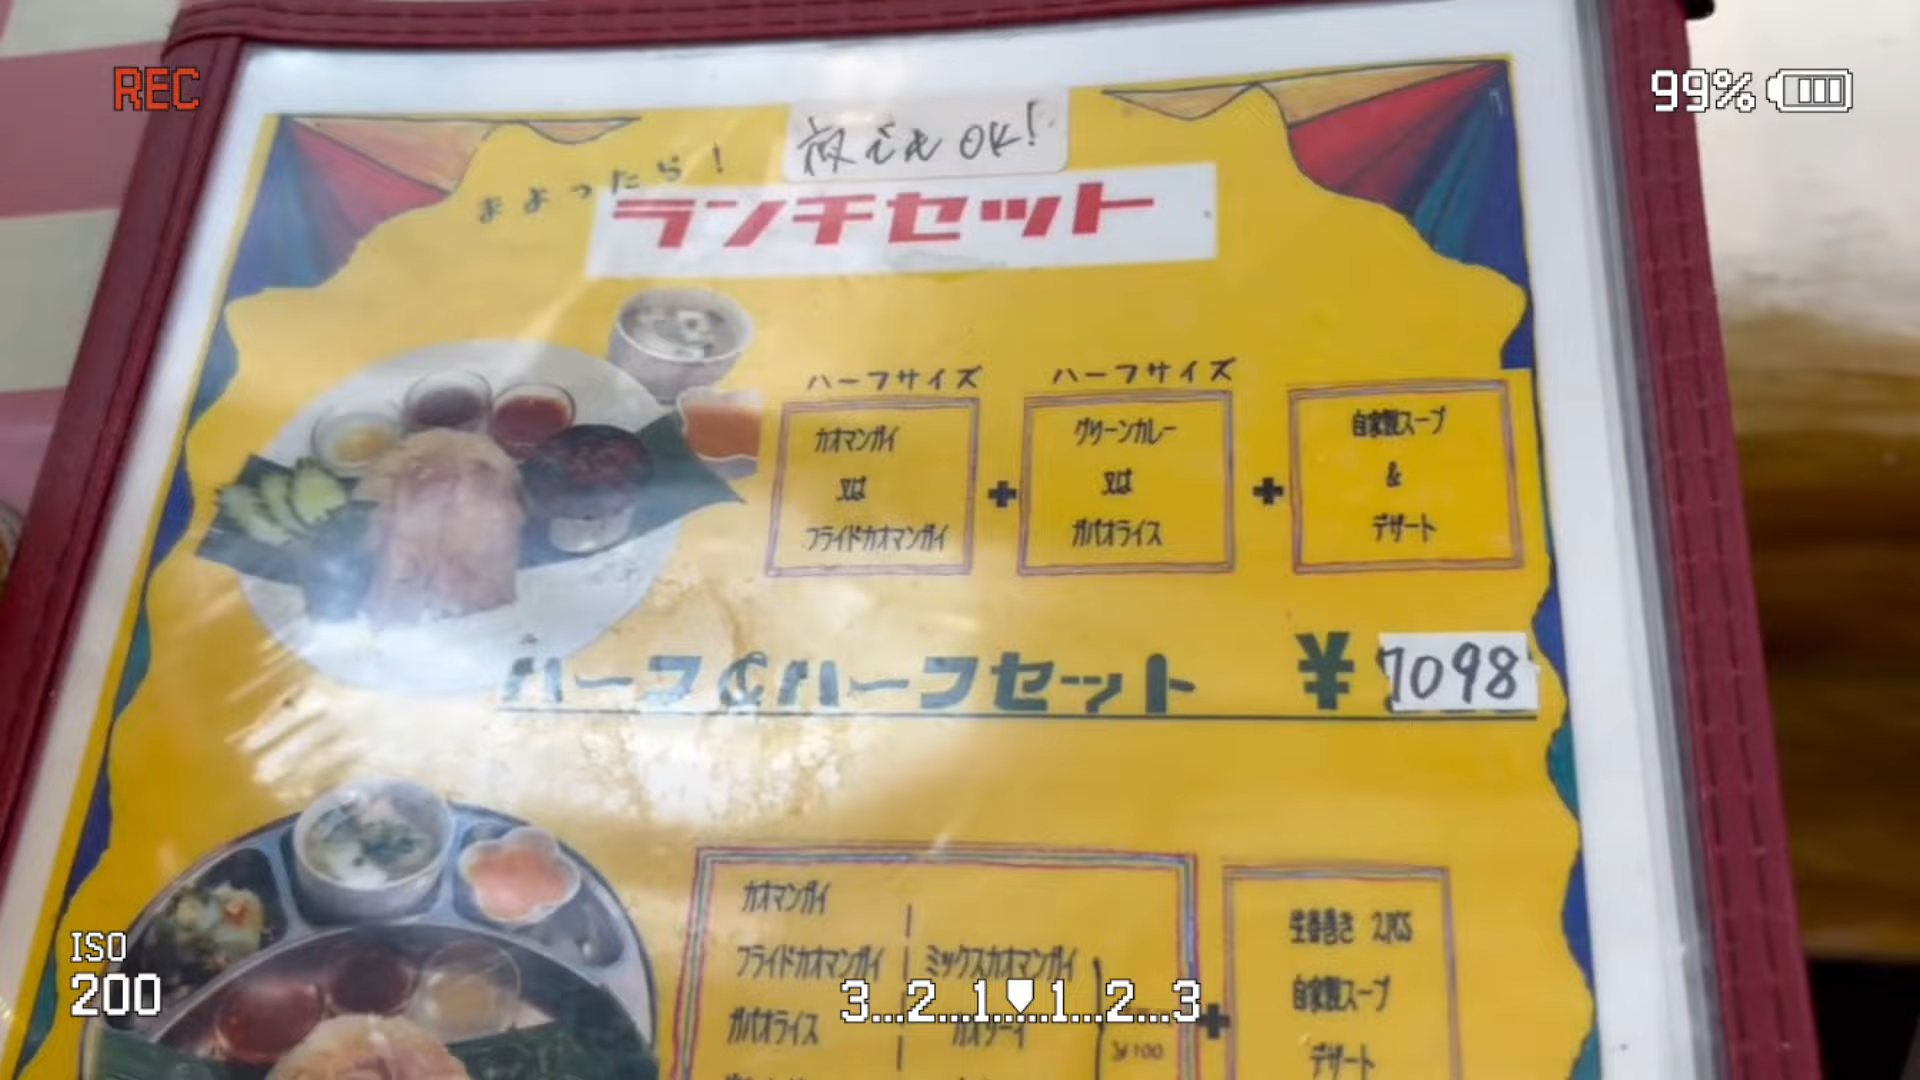 REC
99%
夜でもOK!
まよったら!
ランチセット
ハーフサイズ
ハーフサイズ
カオマンガイ
又は
フライドカオマンガイ
+
グリーンカレー
又は
ガパオライス
+
自家製スープ
&
デザート
ハーフ&ハーフセット ¥1098
カオマンガイ
フライドカオマンガイ
ガパオライス
ミックスカオマンガイ
カオソーイ
¥100
+
生春巻き 2PCS
自家製スープ
デザート
ISO
200
3...2...1...1...2...3